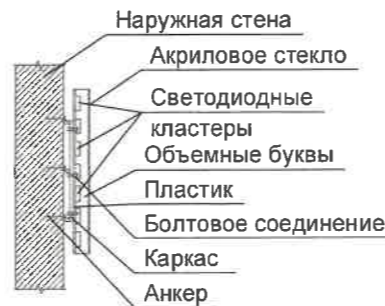 Наружная стена
Акриловое стекло
Светодиодные
кластеры
Объемные буквы
Пластик
Болтовое соединение
Каркас
Анкер